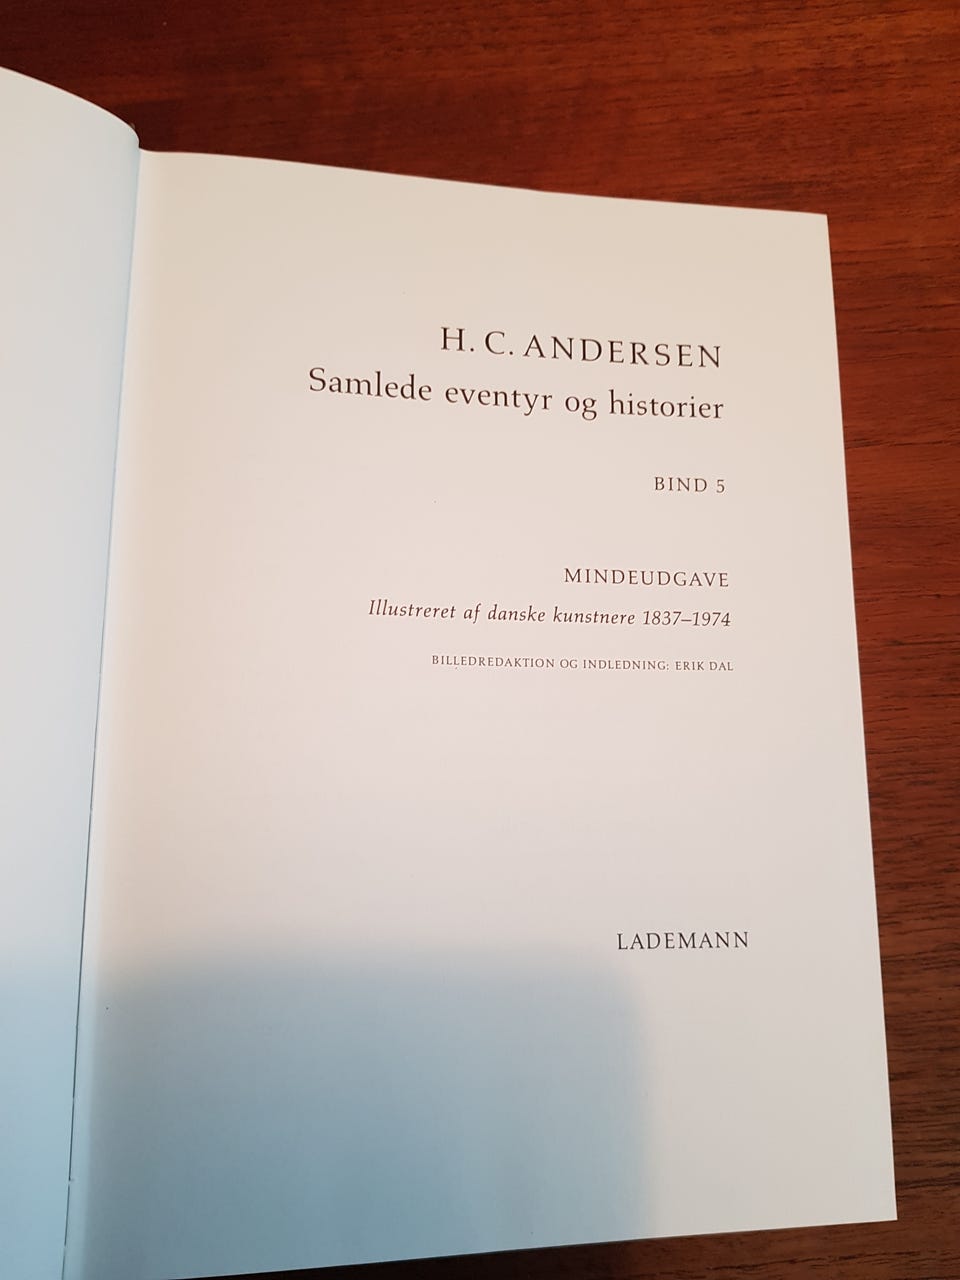 H. C. ANDERSEN
Samlede eventyr og historier
BIND 5
MINDEUDGAVE
Illustreret af danske kunstnere 1837–1974
BILLEDREDAKTION OG INDLEDNING: ERIK DAL
LADEMANN